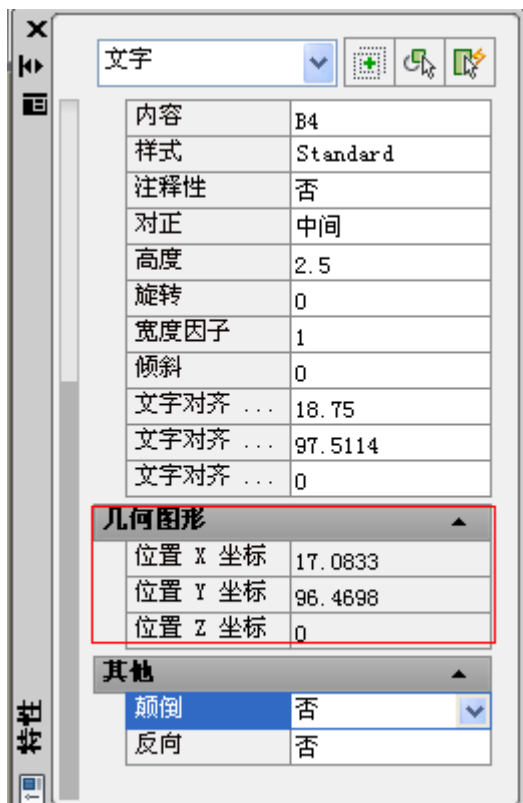 文字
内容 B4
样式 Standard
注释性 否
对正 中间
高度 2.5
旋转 0
宽度因子 1
倾斜 0
文字对齐 ... 18.75
文字对齐 ... 97.5114
文字对齐 ... 0
几何图形
位置 X 坐标 17.0833
位置 Y 坐标 96.4698
位置 Z 坐标 0
其他
颠倒 否
反向 否
特性